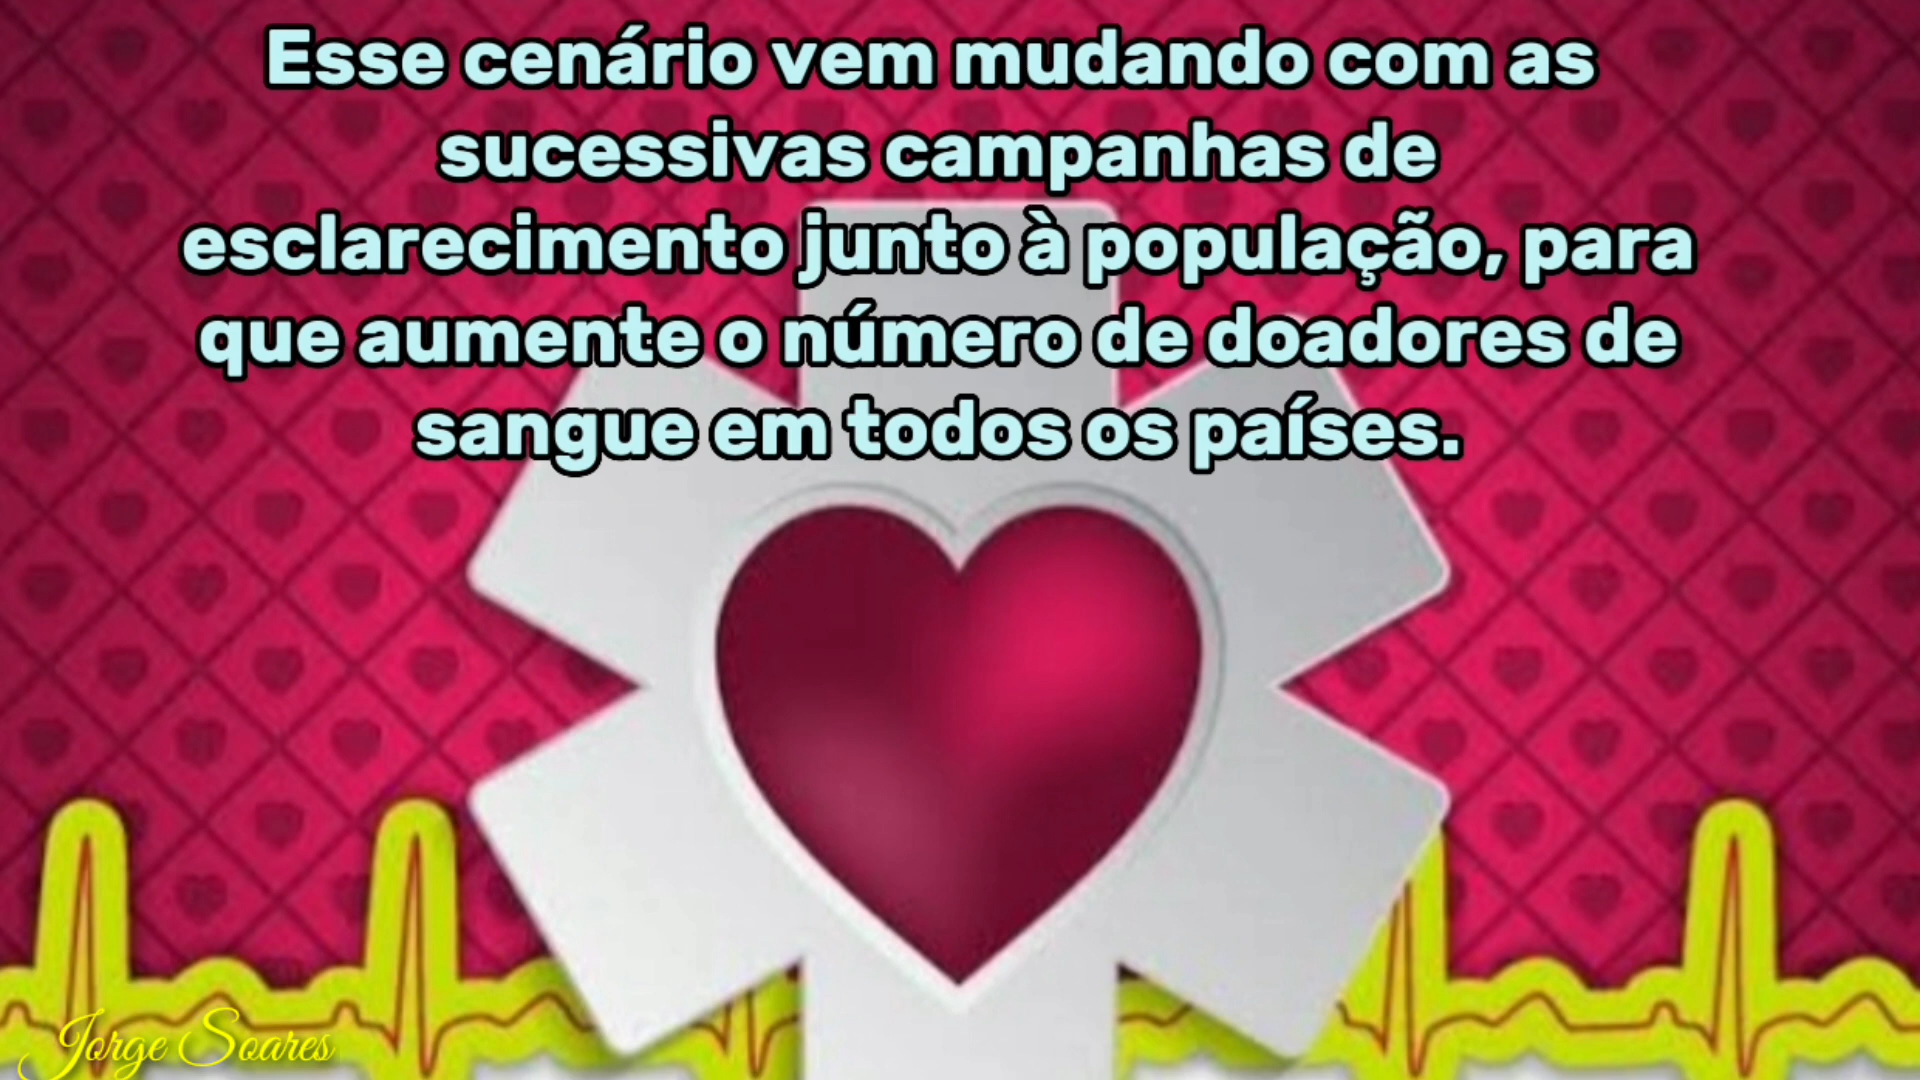 Esse cenário vem mudando com as
sucessivas campanhas de
esclarecimento junto à população, para
que aumente o número de doadores de
sangue em todos os países.
Jorge Soares